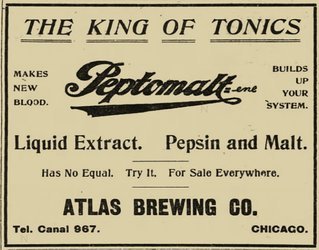 THE KING OF TONICS
MAKES NEW BLOOD.
Peptomalt=ene
BUILDS UP YOUR SYSTEM.
Liquid Extract. Pepsin and Malt.
Has No Equal. Try It. For Sale Everywhere.
ATLAS BREWING CO.
Tel. Canal 967. CHICAGO.